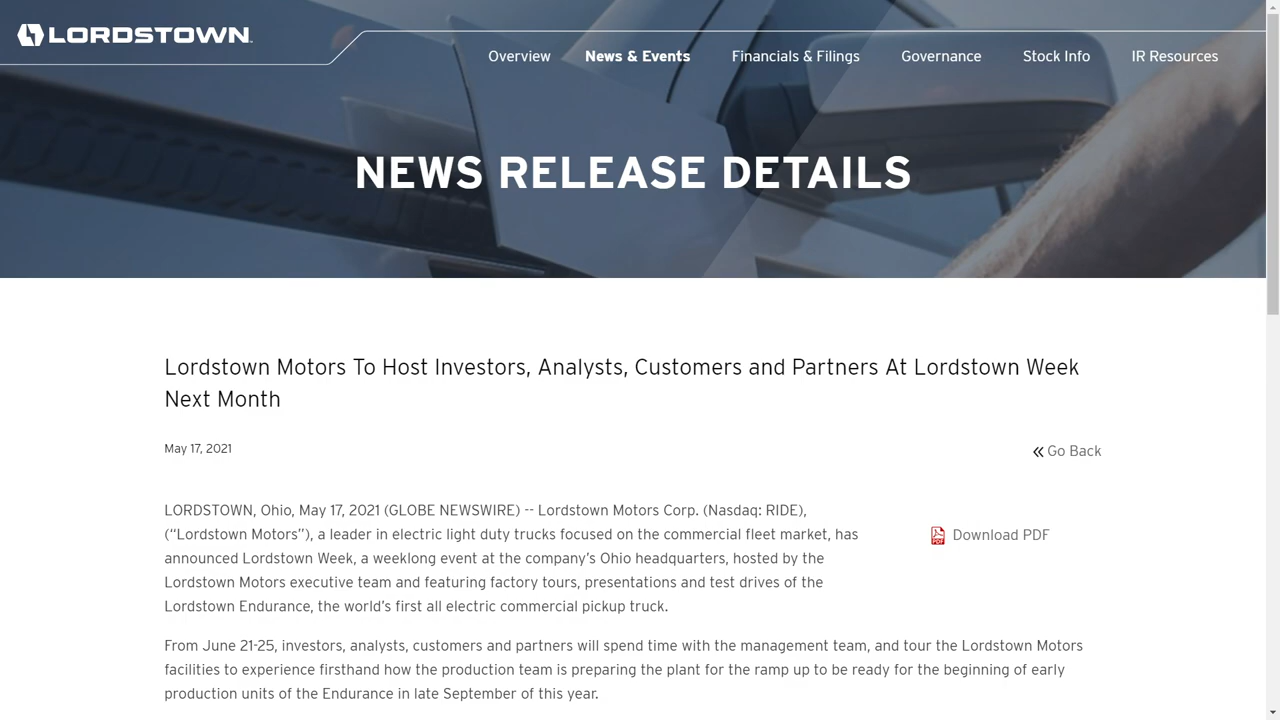 LORDSTOWN
Overview
News & Events
Financials & Filings
Governance
Stock Info
IR Resources
NEWS RELEASE DETAILS
Lordstown Motors To Host Investors, Analysts, Customers and Partners At Lordstown Week
Next Month
May 17, 2021
Go Back
LORDSTOWN, Ohio, May 17, 2021 (GLOBE NEWSWIRE) -- Lordstown Motors Corp. (Nasdaq: RIDE),
(“Lordstown Motors”), a leader in electric light duty trucks focused on the commercial fleet market, has
announced Lordstown Week, a weeklong event at the company’s Ohio headquarters, hosted by the
Lordstown Motors executive team and featuring factory tours, presentations and test drives of the
Lordstown Endurance, the world’s first all electric commercial pickup truck.
Download PDF
From June 21-25, investors, analysts, customers and partners will spend time with the management team, and tour the Lordstown Motors
facilities to experience firsthand how the production team is preparing the plant for the ramp up to be ready for the beginning of early
production units of the Endurance in late September of this year.